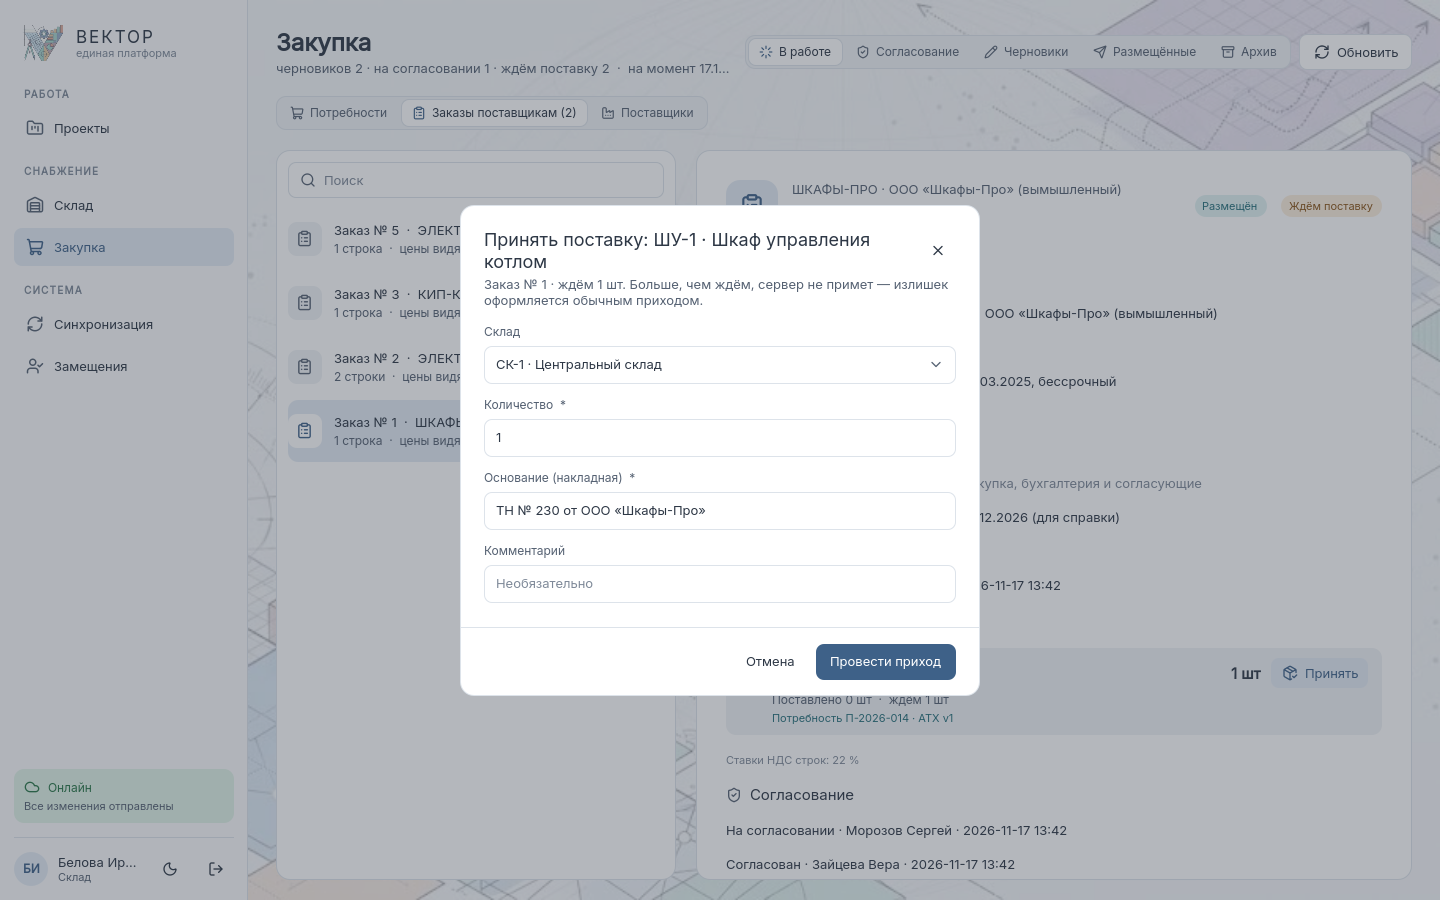 ВЕКТОР
единая платформа
РАБОТА
Проекты
СНАБЖЕНИЕ
Склад
Закупка
СИСТЕМА
Синхронизация
Замещения
Онлайн
Все изменения отправлены
БИ
Белова Ир...
Склад
Закупка
черновиков 2 · на согласовании 1 · ждём поставку 2 · на момент 17.1...
В работе
Согласование
Черновики
Размещённые
Архив
Обновить
Потребности
Заказы поставщикам (2)
Поставщики
Поиск
Заказ № 5 · ЭЛЕКТ
1 строка · цены видя
Заказ № 3 · КИП-К
1 строка · цены видя
Заказ № 2 · ЭЛЕКТ
2 строки · цены видя
Заказ № 1 · ШКАФЫ
1 строка · цены видя
ШКАФЫ-ПРО · ООО «Шкафы-Про» (вымышленный)
Размещён
Ждём поставку
ООО «Шкафы-Про» (вымышленный)
03.2025, бессрочный
купка, бухгалтерия и согласующие
12.2026 (для справки)
6-11-17 13:42
1 шт
Принять
Поставлено 0 шт · ждём 1 шт
Потребность П-2026-014 · АТХ v1
Ставки НДС строк: 22 %
Согласование
На согласовании · Морозов Сергей · 2026-11-17 13:42
Согласован · Зайцева Вера · 2026-11-17 13:42
Принять поставку: ШУ-1 · Шкаф управления
котлом
Заказ № 1 · ждём 1 шт. Больше, чем ждём, сервер не примет — излишек
оформляется обычным приходом.
Склад
СК-1 · Центральный склад
Количество *
1
Основание (накладная) *
ТН № 230 от ООО «Шкафы-Про»
Комментарий
Необязательно
Отмена
Провести приход